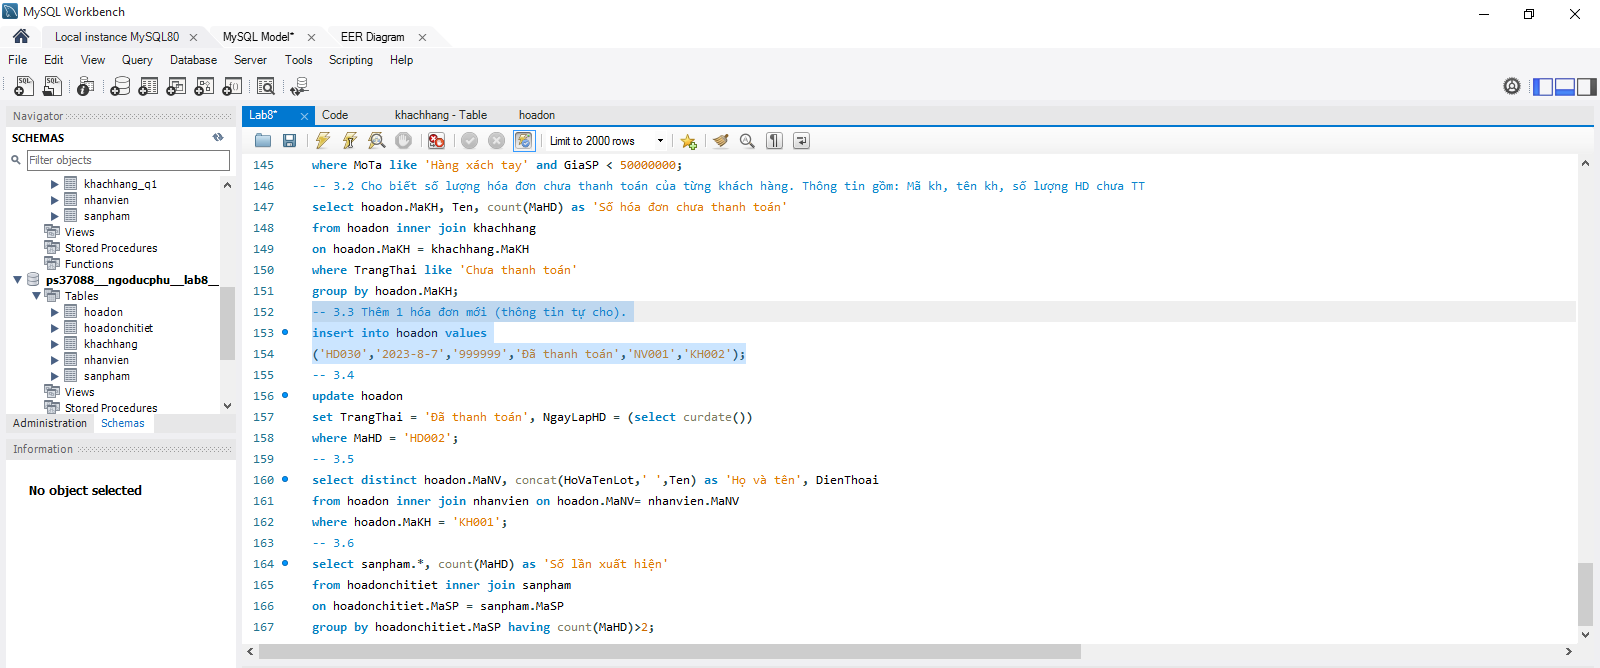 MySQL Workbench
Local instance MySQL80
MySQL Model*
EER Diagram
File Edit View Query Database Server Tools Scripting Help
Navigator
SCHEMAS
Filter objects
khachhang_q1
nhanvien
sanpham
Views
Stored Procedures
Functions
ps37088__ngoducphu__lab8__
Tables
hoadon
hoadonchitiet
khachhang
nhanvien
sanpham
Views
Stored Procedures
Administration Schemas
Information
No object selected
Lab8* Code khachhang - Table hoadon
Limit to 2000 rows
145 where MoTa like 'Hàng xách tay' and GiaSP < 50000000;
146 -- 3.2 Cho biết số lượng hóa đơn chưa thanh toán của từng khách hàng. Thông tin gồm: Mã kh, tên kh, số lượng HD chưa TT
147 select hoadon.MaKH, Ten, count(MaHD) as 'Số hóa đơn chưa thanh toán'
148 from hoadon inner join khachhang
149 on hoadon.MaKH = khachhang.MaKH
150 where TrangThai like 'Chưa thanh toán'
151 group by hoadon.MaKH;
152 -- 3.3 Thêm 1 hóa đơn mới (thông tin tự cho).
153 insert into hoadon values
154 ('HD030','2023-8-7','999999','Đã thanh toán','NV001','KH002');
155 -- 3.4
156 update hoadon
157 set TrangThai = 'Đã thanh toán', NgayLapHD = (select curdate())
158 where MaHD = 'HD002';
159 -- 3.5
160 select distinct hoadon.MaNV, concat(HoVaTenLot,' ',Ten) as 'Họ và tên', DienThoai
161 from hoadon inner join nhanvien on hoadon.MaNV= nhanvien.MaNV
162 where hoadon.MaKH = 'KH001';
163 -- 3.6
164 select sanpham.*, count(MaHD) as 'Số lần xuất hiện'
165 from hoadonchitiet inner join sanpham
166 on hoadonchitiet.MaSP = sanpham.MaSP
167 group by hoadonchitiet.MaSP having count(MaHD)>2;